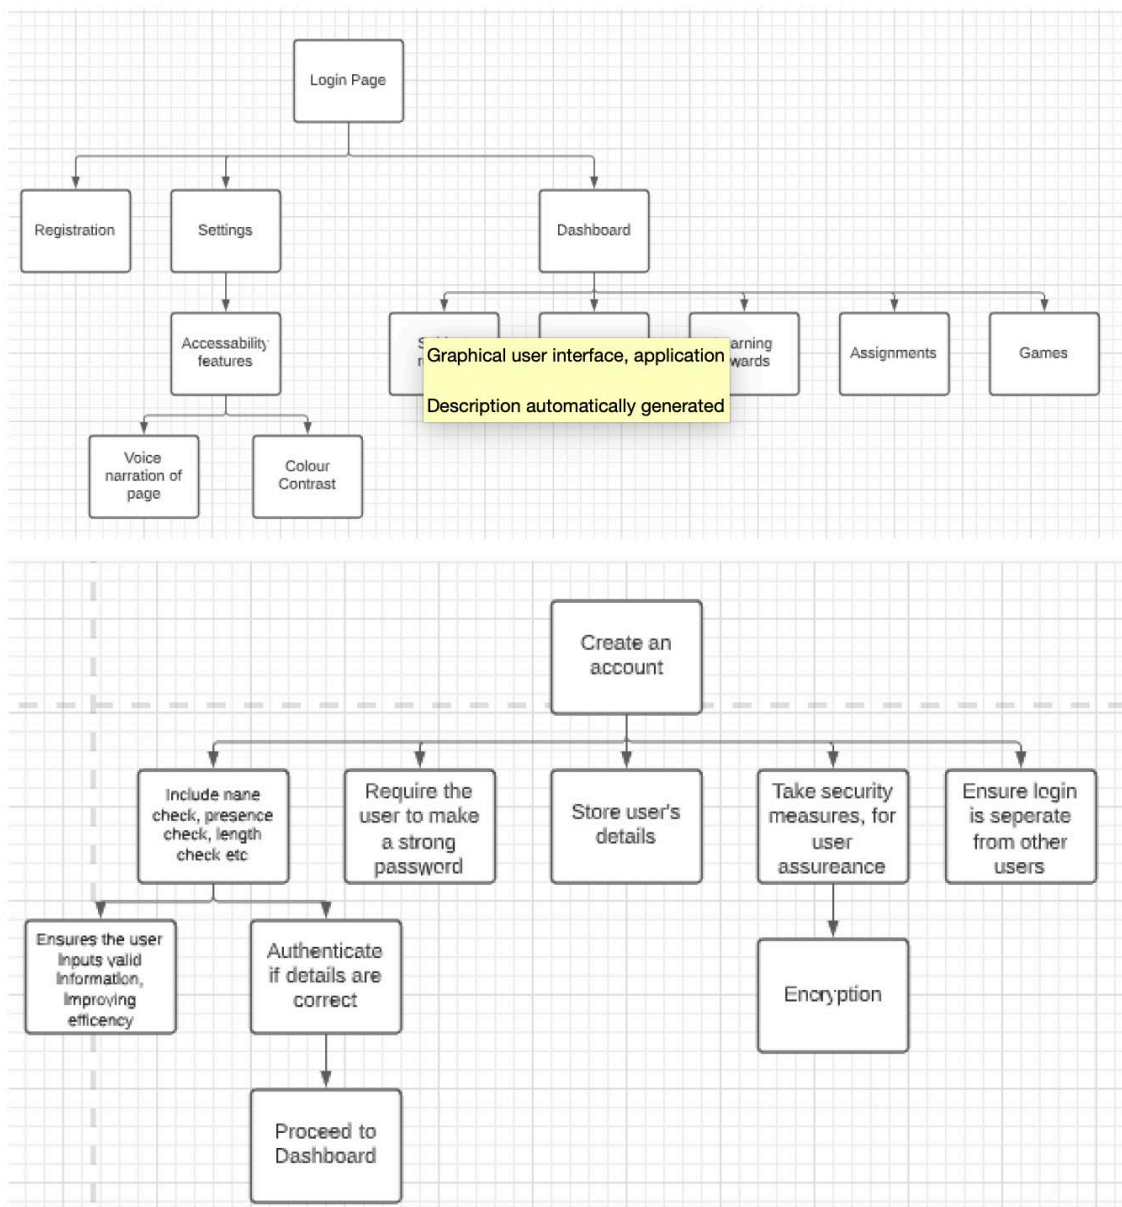 Login Page
Registration
Settings
Dashboard
Accessability
features
arning
wards
Assignments
Games
Graphical user interface, application
Description automatically generated
Voice
narration of
page
Colour
Contrast
Create an
account
Include nane
check, presence
check, length
check etc
Require the
user to make
a strong
password
Store user's
details
Take security
measures, for
user
assureance
Ensure login
is seperate
from other
users
Ensures the user
Inputs valid
Information,
Improving
efficency
Authenticate
if details are
correct
Encryption
Proceed to
Dashboard